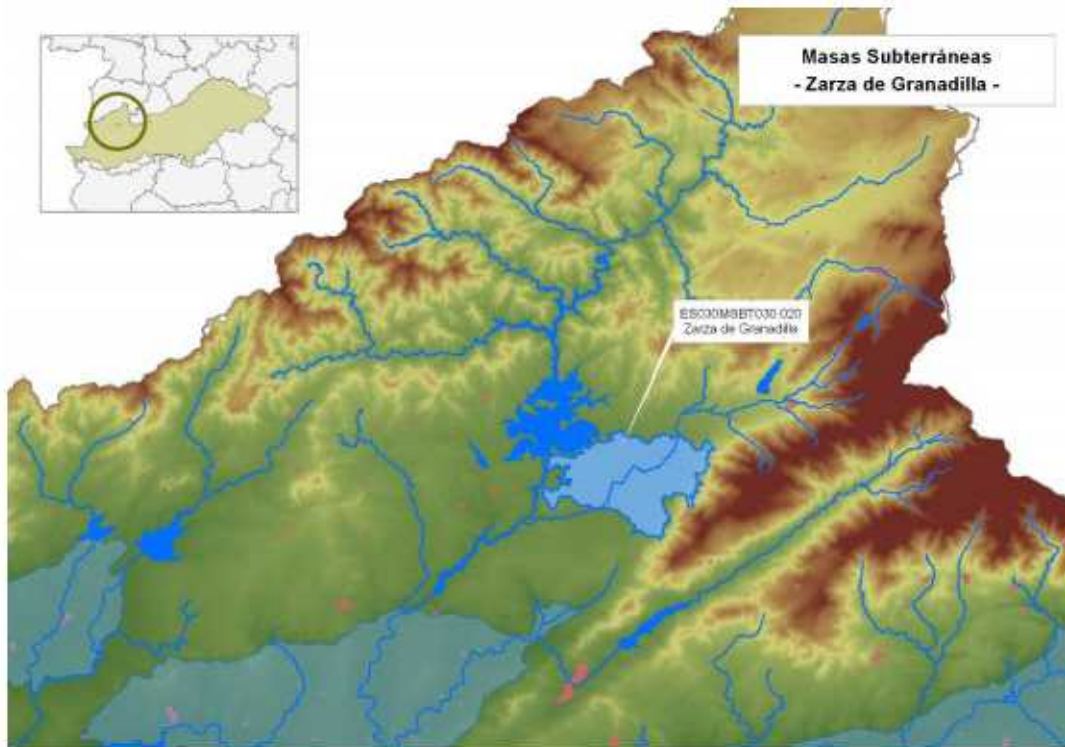 Masas Subterráneas
- Zarza de Granadilla -
ES030MSBT030.020
Zarza de Granadilla